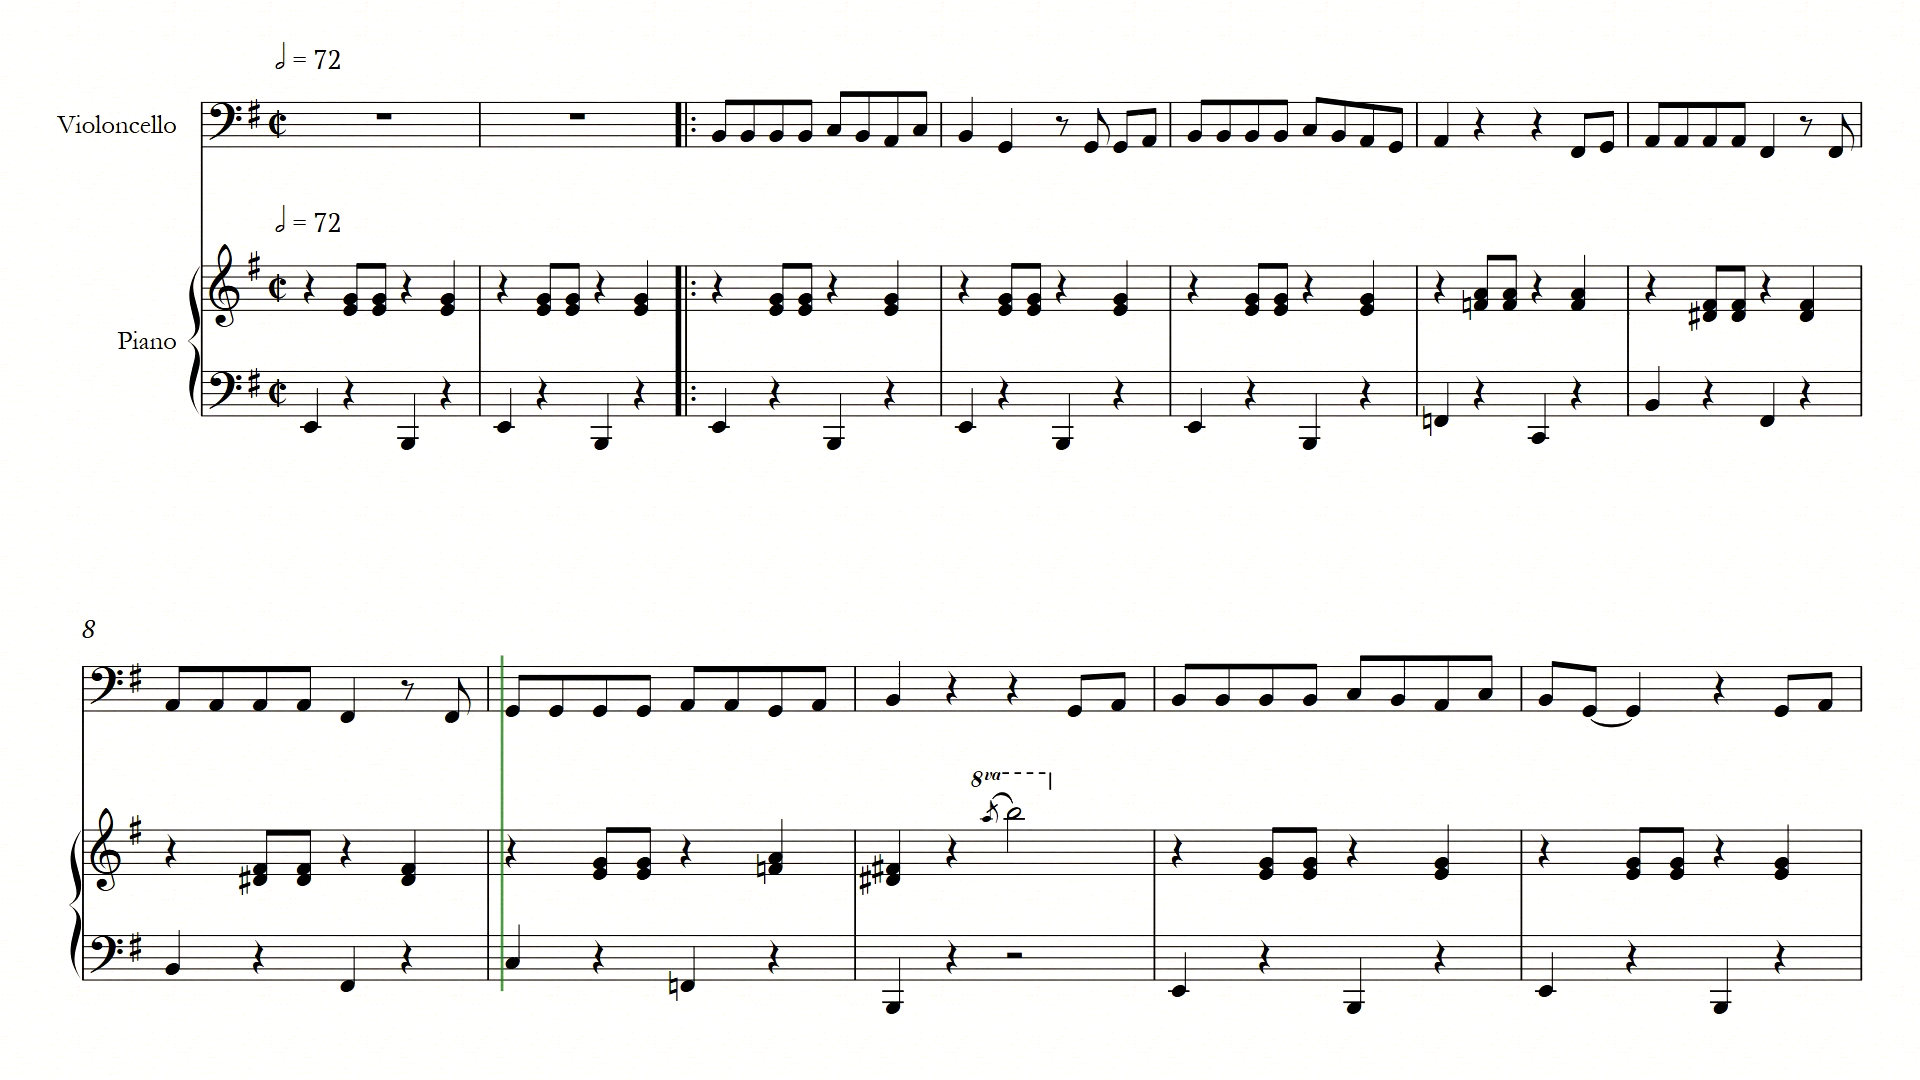 𝅗𝅥 = 72
Violoncello
𝅗𝅥 = 72
Piano
8
8va